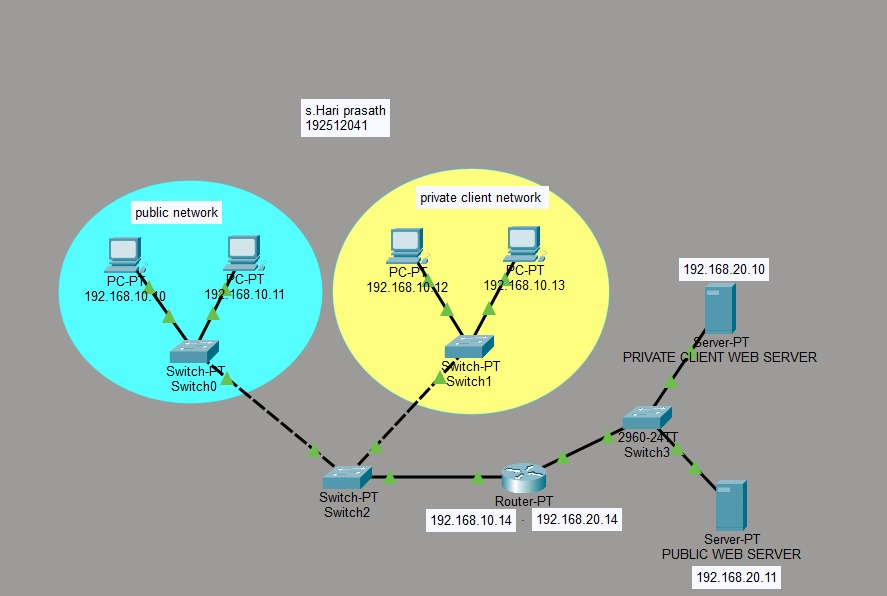 s.Hari prasath
192512041
public network
private client network
PC-PT
192.168.10.10
PC-PT
192.168.10.11
PC-PT
192.168.10.12
PC-PT
192.168.10.13
Switch-PT
Switch0
Switch-PT
Switch1
192.168.20.10
Server-PT
PRIVATE CLIENT WEB SERVER
2960-24TT
Switch3
Switch-PT
Switch2
Router-PT
192.168.10.14 - 192.168.20.14
Server-PT
PUBLIC WEB SERVER
192.168.20.11